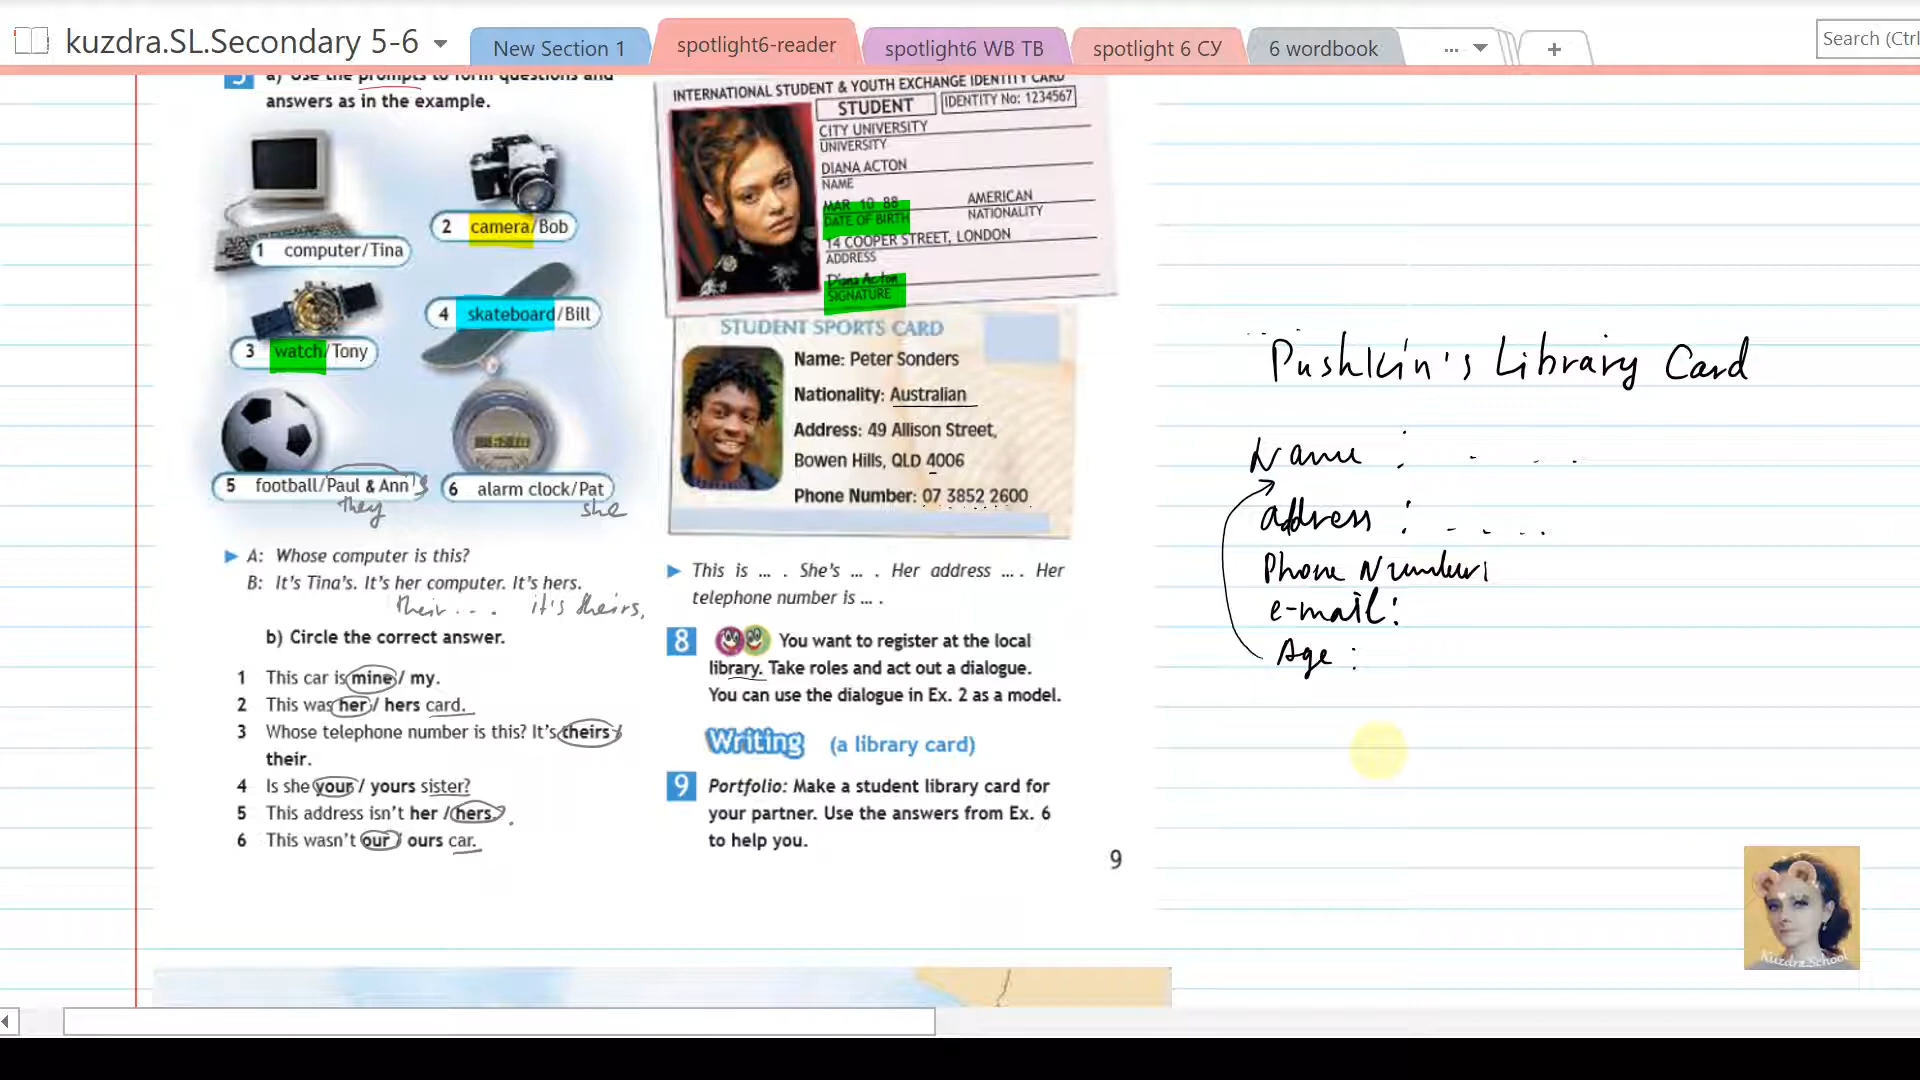 kuzdra.SL.Secondary 5-6
New Section 1
spotlight6-reader
spotlight6 WB TB
spotlight 6 СУ
6 wordbook
...
+
Search (Ctrl
5 a) Use the prompts to form questions and
answers as in the example.
1 computer/Tina
2 camera/Bob
3 watch/Tony
4 skateboard/Bill
5 football/Paul & Ann's
they
6 alarm clock/Pat
she
A: Whose computer is this?
B: It's Tina's. It's her computer. It's hers.
their... it's theirs,
b) Circle the correct answer.
1 This car is mine / my.
2 This was her / hers card.
3 Whose telephone number is this? It's theirs /
their.
4 Is she your / yours sister?
5 This address isn't her / hers.
6 This wasn't our / ours car.
INTERNATIONAL STUDENT & YOUTH EXCHANGE IDENTITY CARD
STUDENT
IDENTITY No: 1234567
CITY UNIVERSITY
UNIVERSITY
DIANA ACTON
NAME
MAR 10 88
DATE OF BIRTH
AMERICAN
NATIONALITY
14 COOPER STREET, LONDON
ADDRESS
Diana Acton
SIGNATURE
STUDENT SPORTS CARD
Name: Peter Sonders
Nationality: Australian
Address: 49 Allison Street,
Bowen Hills, QLD 4006
Phone Number: 07 3852 2600
This is ... . She's ... . Her address ... . Her
telephone number is ... .
8 You want to register at the local
library. Take roles and act out a dialogue.
You can use the dialogue in Ex. 2 as a model.
Writing (a library card)
9 Portfolio: Make a student library card for
your partner. Use the answers from Ex. 6
to help you.
9
Pushkin's Library Card
Name : - - - .
address : - - - .
Phone Number:
e-mail:
Age :
Kuzdra.School